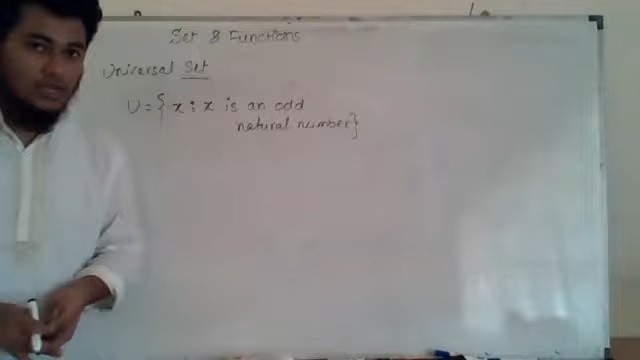 Set & Functions
Universal Set
U = { x : x is an odd
natural number}